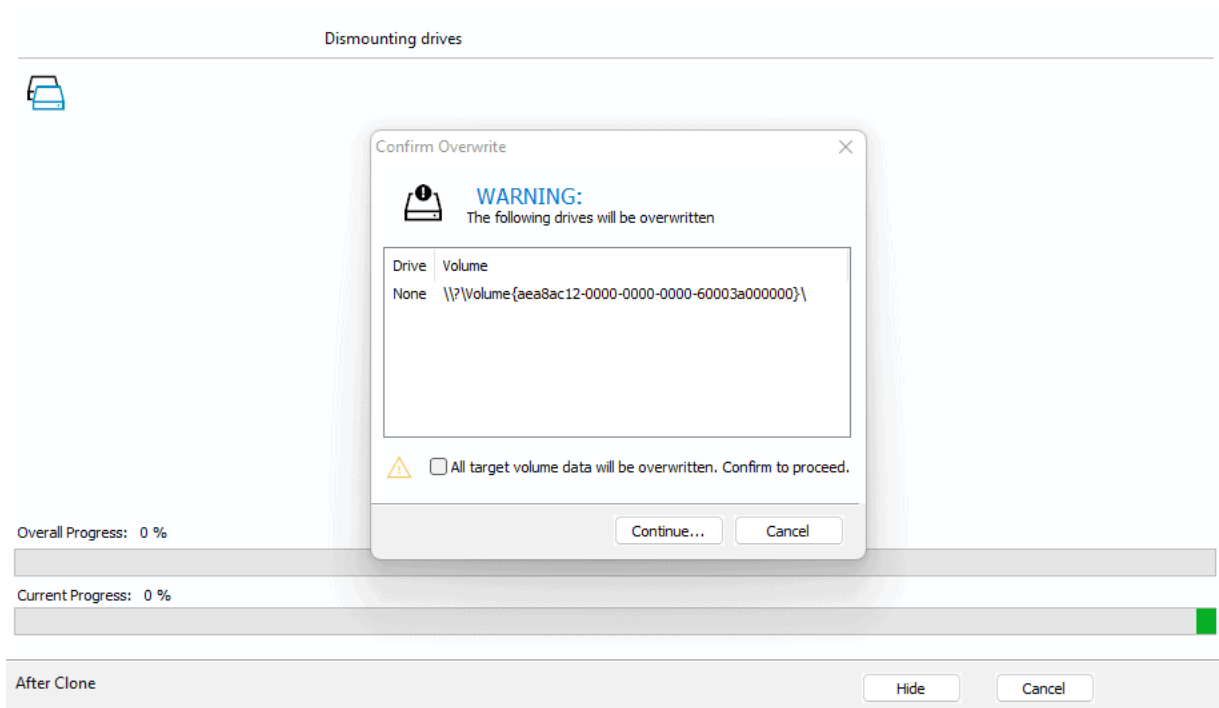 Dismounting drives
Confirm Overwrite
WARNING:
The following drives will be overwritten
Drive Volume
None \\?\Volume{aea8ac12-0000-0000-0000-60003a000000}\
All target volume data will be overwritten. Confirm to proceed.
Continue... Cancel
Overall Progress: 0 %
Current Progress: 0 %
After Clone
Hide Cancel